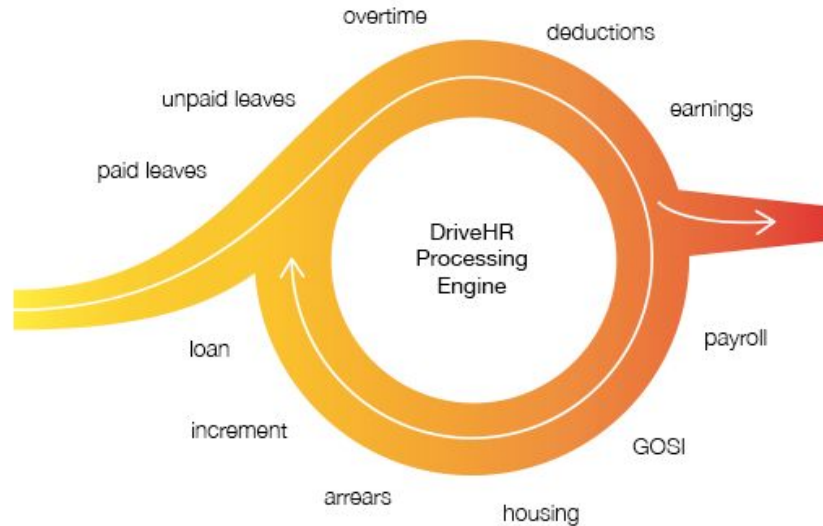 overtime
deductions
unpaid leaves
earnings
paid leaves
DriveHR
Processing
Engine
loan
payroll
increment
GOSI
arrears
housing